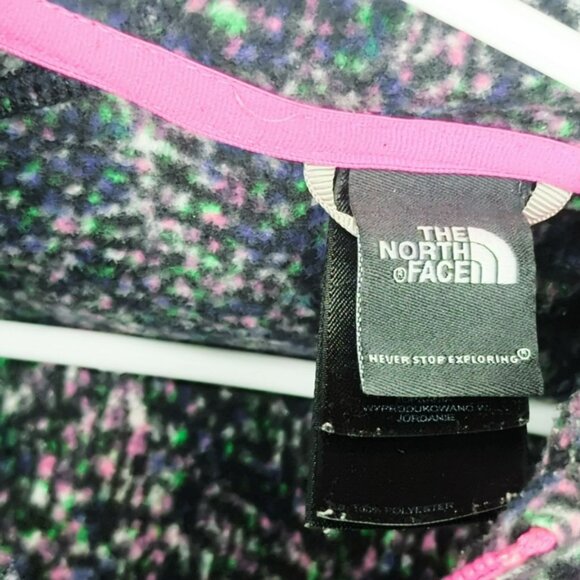 THE
NORTH
®FACE
NEVER STOP EXPLORING®
WYPRODUKOWANO W
JORDANIE
100% POLYESTER